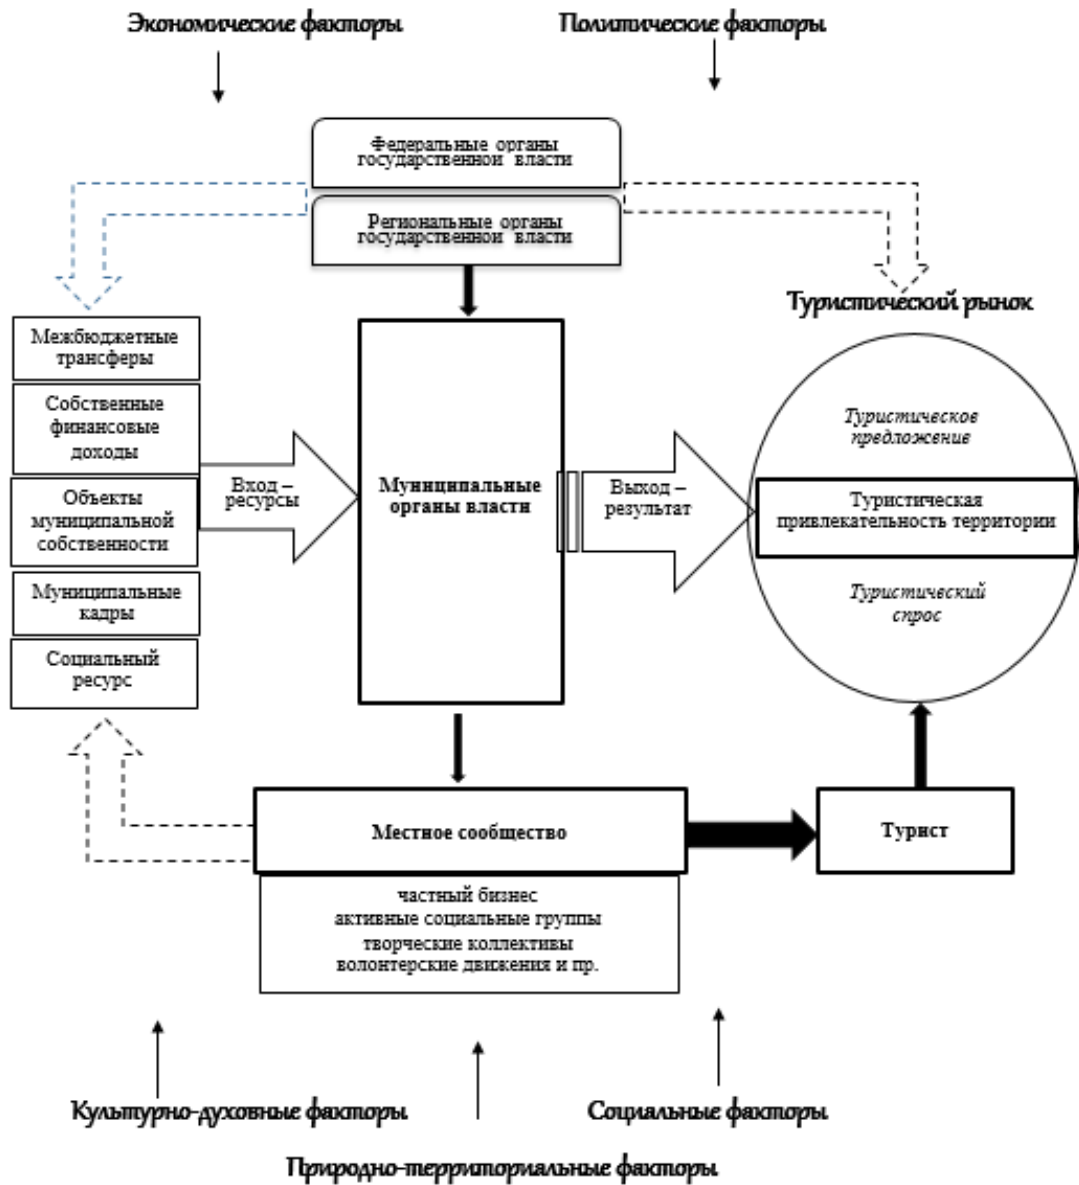 Экономические факторы
Политические факторы
Федеральные органы
государственной власти
Региональные органы
государственной власти
Туристический рынок
Межбюджетные
трансферы
Собственные
финансовые
доходы
Объекты
муниципальной
собственности
Муниципальные
кадры
Социальный
ресурс
Вход –
ресурсы
Муниципальные
органы власти
Выход –
результат
Туристическое
предложение
Туристическая
привлекательность территории
Туристический
спрос
Местное сообщество
частный бизнес
активные социальные группы
творческие коллективы
волонтерские движения и пр.
Турист
Культурно-духовные факторы
Социальные факторы
Природно-территориальные факторы